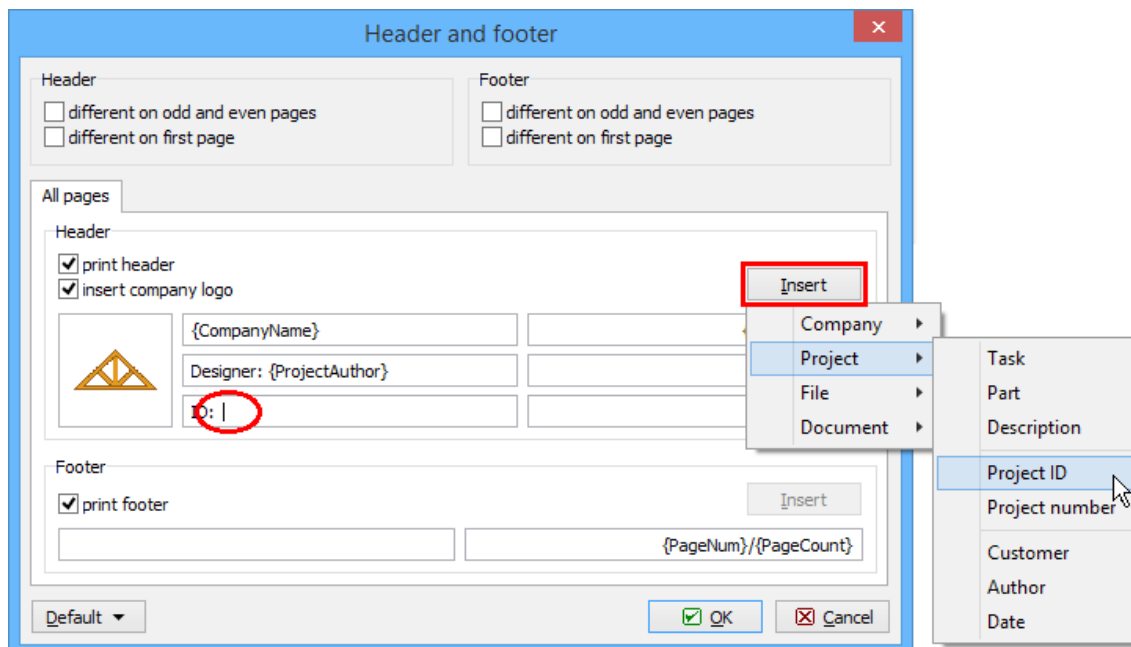 Header and footer
Header
different on odd and even pages
different on first page
Footer
different on odd and even pages
different on first page
All pages
Header
print header
insert company logo
Insert
{CompanyName}
{
Designer: {ProjectAuthor}
ID:
Company
Project
File
Document
Task
Part
Description
Project ID
Project number
Customer
Author
Date
Footer
print footer
Insert
{PageNum}/{PageCount}
Default
OK
Cancel